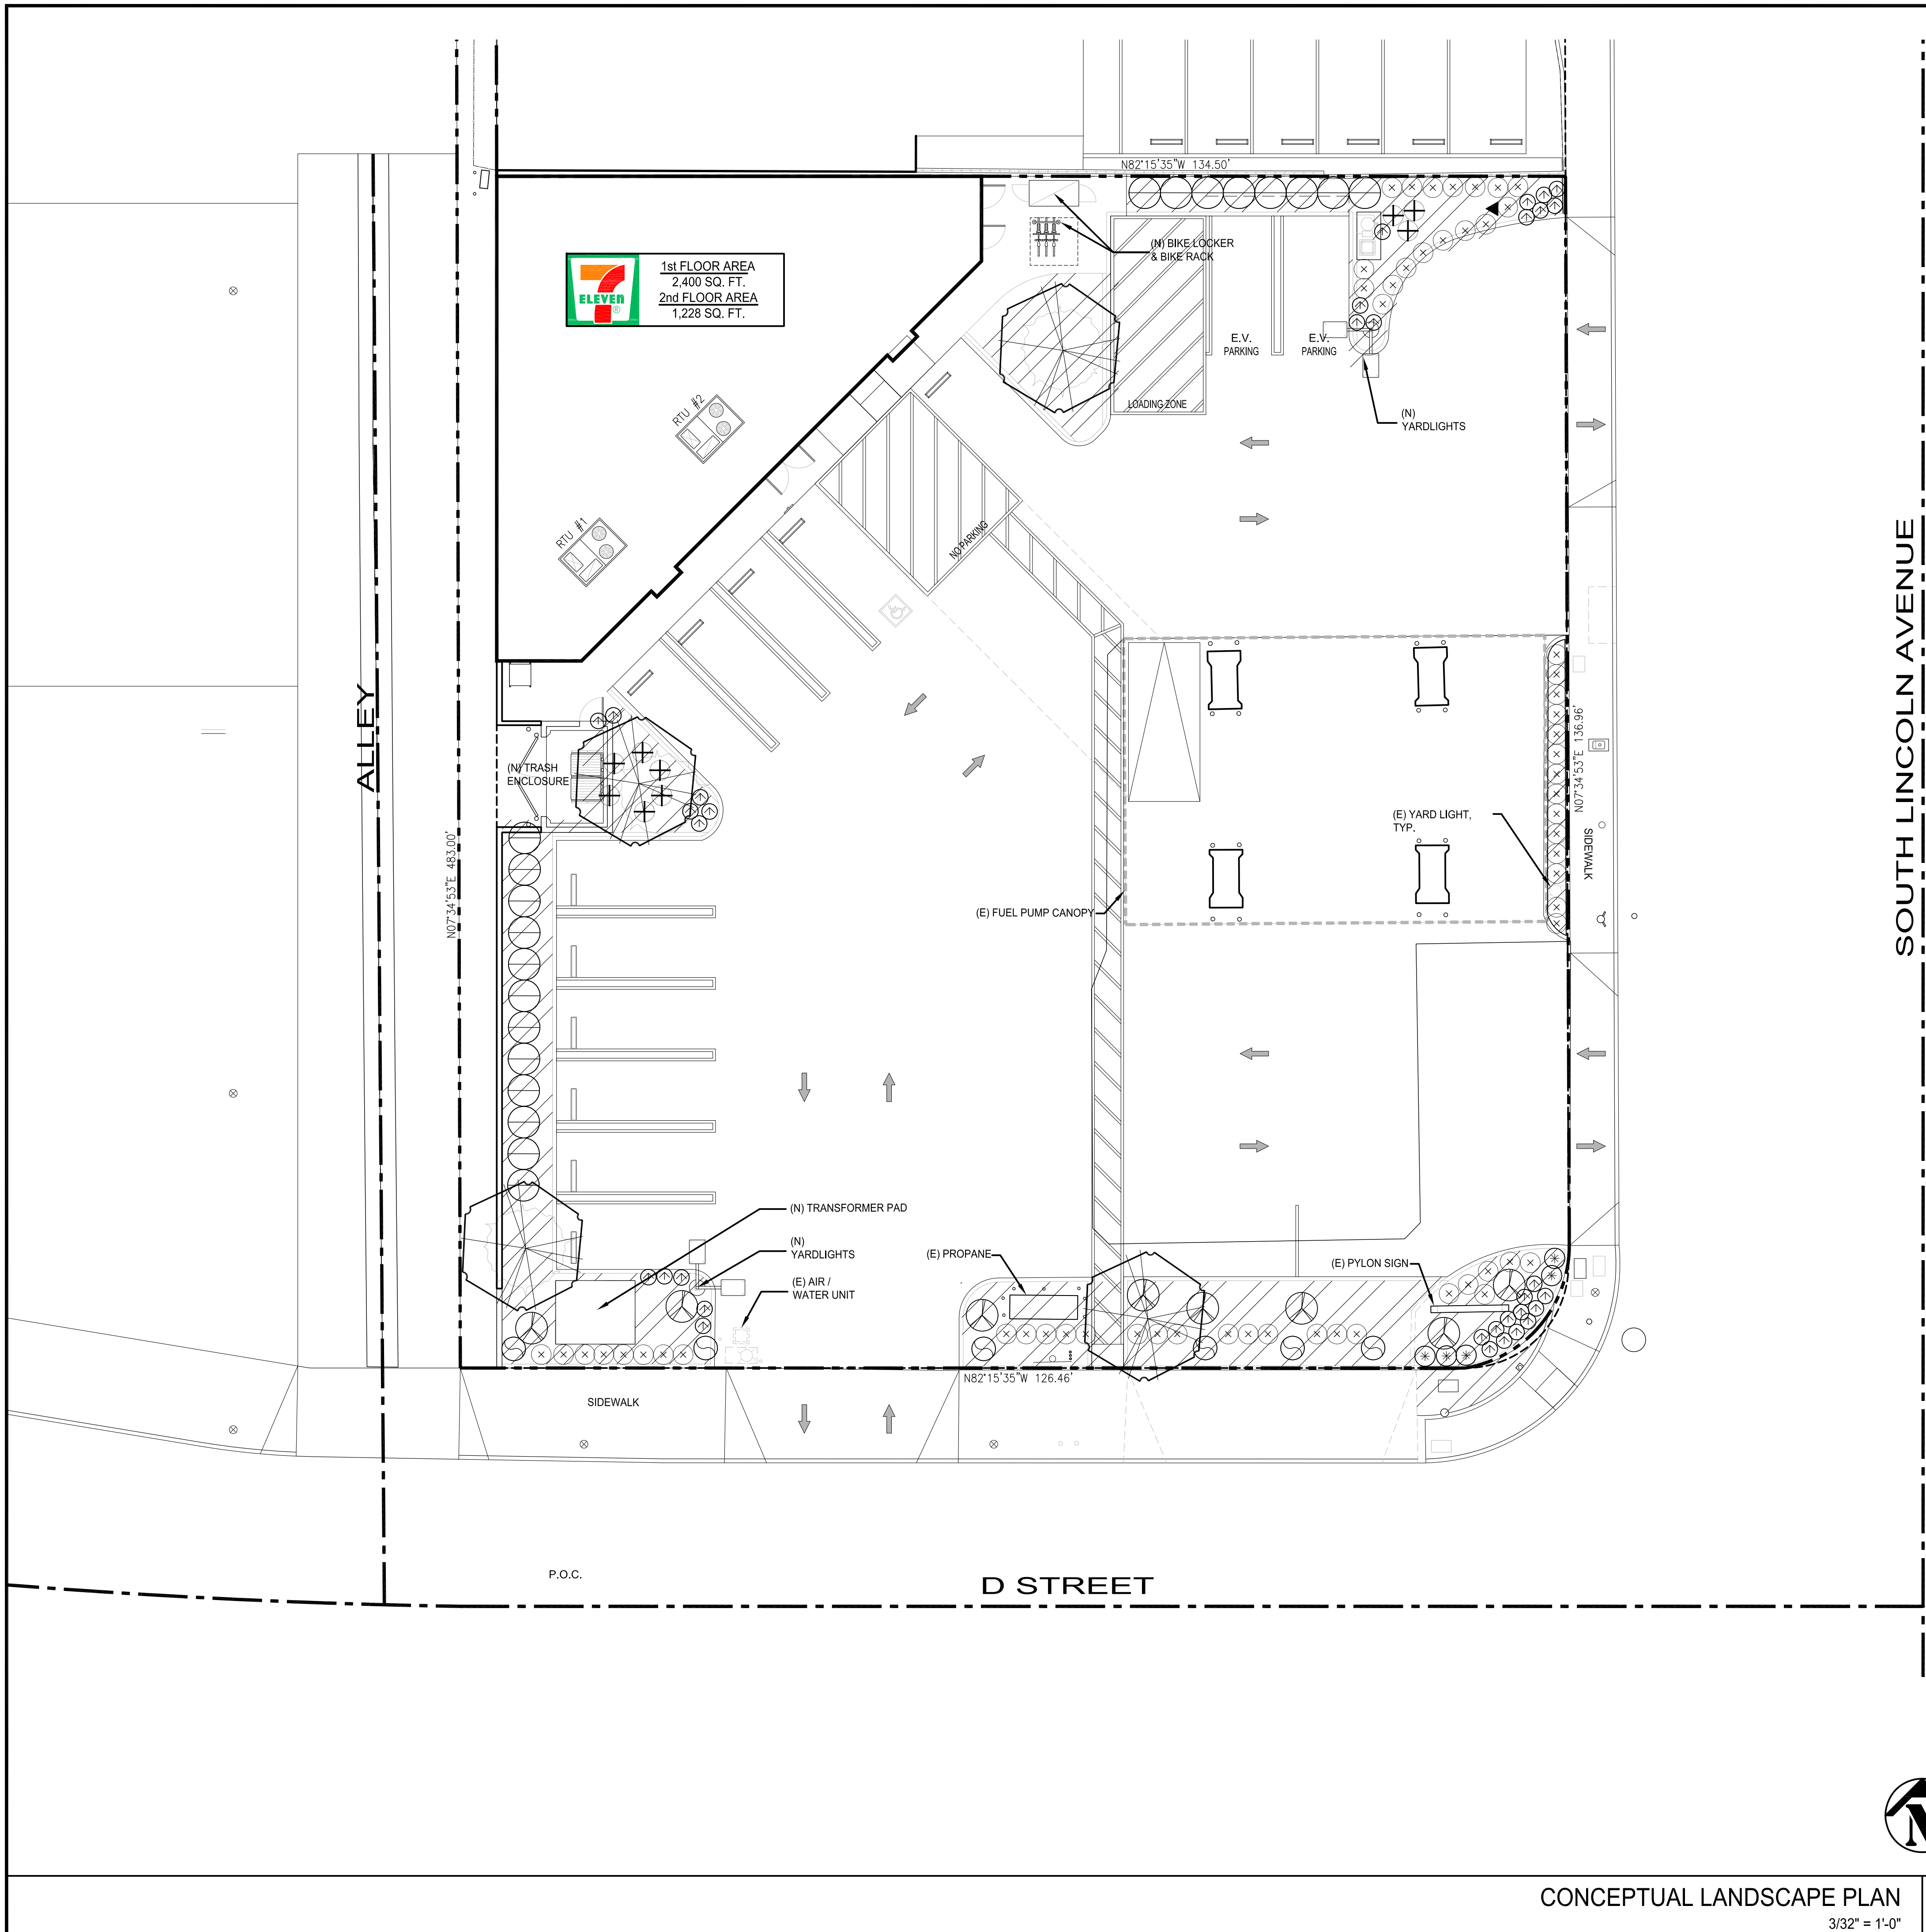 N82°15'35"W 134.50'
7
ELEVEN
®
1st FLOOR AREA
2,400 SQ. FT.
2nd FLOOR AREA
1,228 SQ. FT.
(N) BIKE LOCKER
& BIKE RACK
E.V.
PARKING
E.V.
PARKING
LOADING ZONE
(N)
YARDLIGHTS
RTU #2
RTU #1
NO PARKING
SOUTH LINCOLN AVENUE
ALLEY
N07°34'53"E 136.96'
(N) TRASH
ENCLOSURE
(E) YARD LIGHT,
TYP.
SIDEWALK
N07°34'53"E 483.00'
(E) FUEL PUMP CANOPY
(N) TRANSFORMER PAD
(N)
YARDLIGHTS
(E) PROPANE
(E) PYLON SIGN
(E) AIR /
WATER UNIT
N82°15'35"W 126.46'
SIDEWALK
P.O.C.
D STREET
CONCEPTUAL LANDSCAPE PLAN
3/32" = 1'-0"